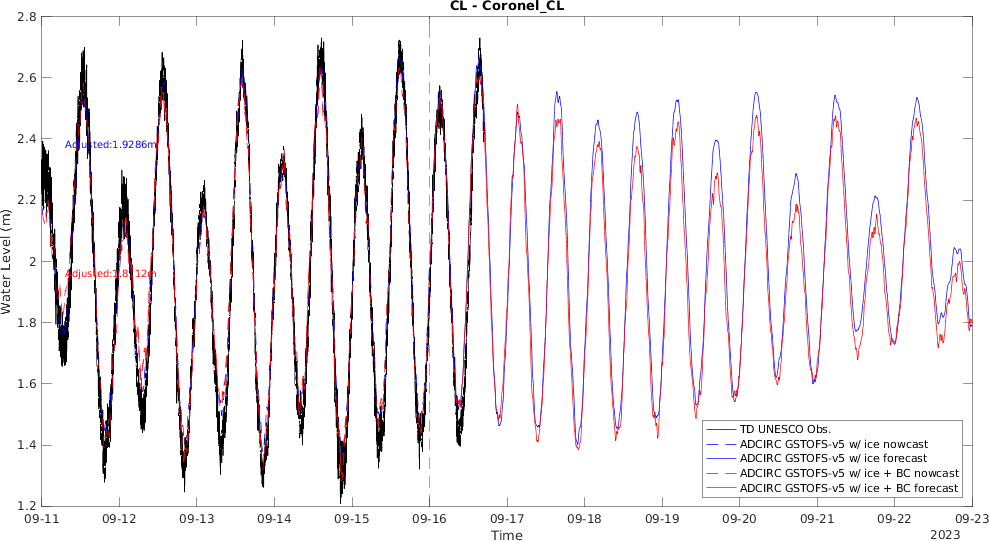 CL - Coronel_CL
2.8
2.6
2.4
2.2
2
1.8
1.6
1.4
1.2
Water Level (m)
Adjusted:1.9286m
09-11 09-12 09-13 09-14 09-15 09-16 09-17 09-18 09-19 09-20 09-21 09-22 09-23
2023
Time
TD UNESCO Obs.
ADCIRC GSTOFS-v5 w/ ice nowcast
ADCIRC GSTOFS-v5 w/ ice forecast
ADCIRC GSTOFS-v5 w/ ice + BC nowcast
ADCIRC GSTOFS-v5 w/ ice + BC forecast